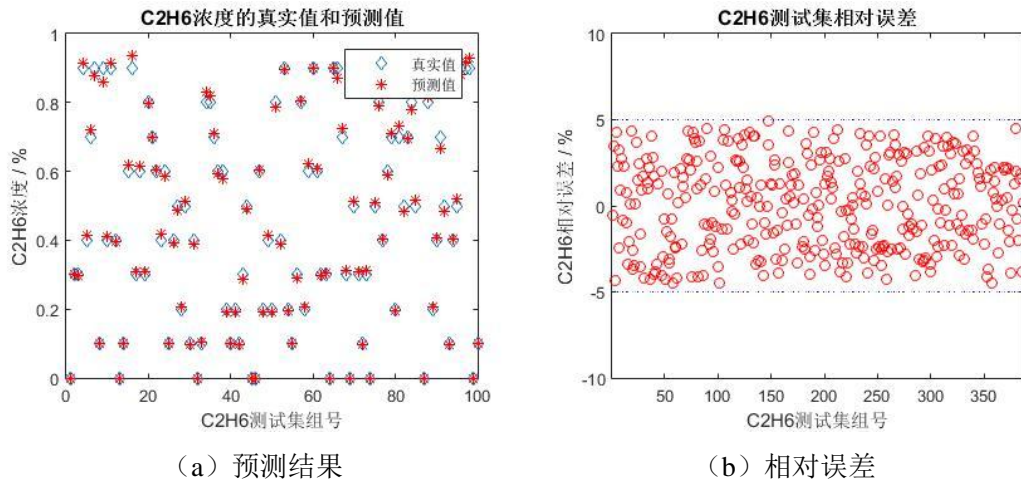 C2H6浓度的真实值和预测值
1
0.8
0.6
0.4
0.2
0
C2H6浓度 / %
真实值
预测值
0 20 40 60 80 100
C2H6测试集组号
（a）预测结果
C2H6测试集相对误差
10
5
0
-5
-10
C2H6相对误差 / %
50 100 150 200 250 300 350
C2H6测试集组号
（b）相对误差